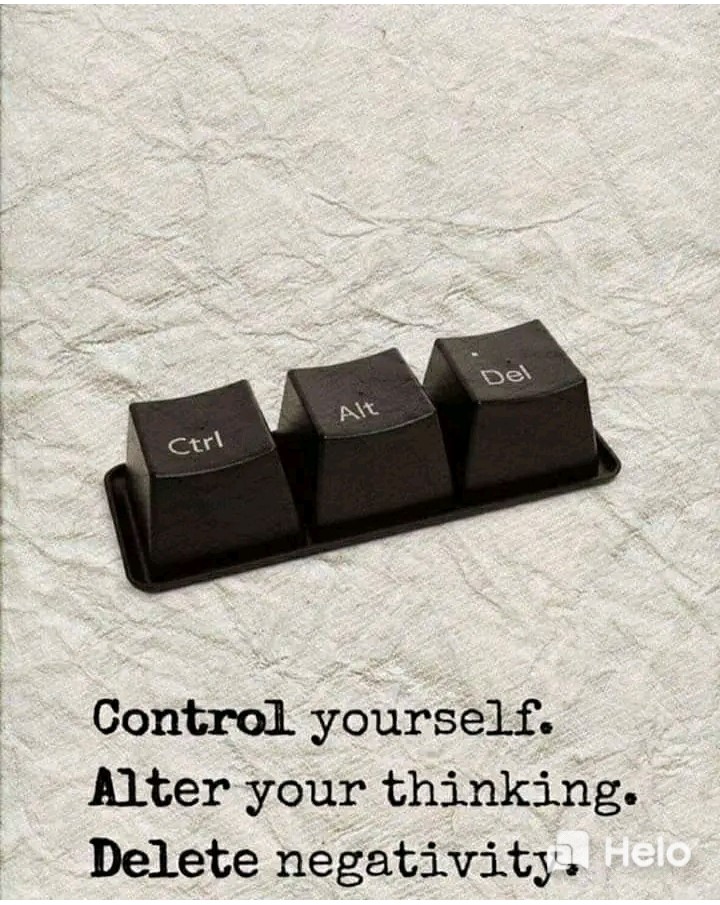 Ctrl
Alt
Del
Control yourself.
Alter your thinking.
Delete negativity.
Helo